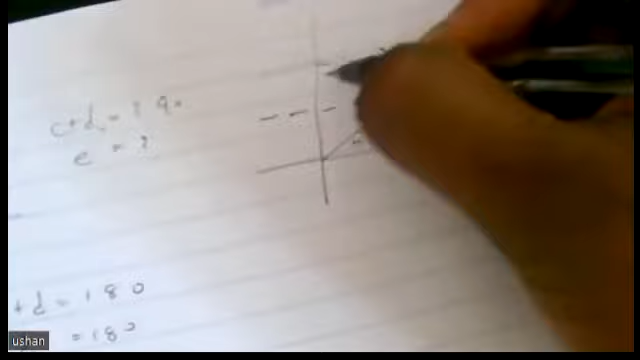 c+d = 190
e = ?
+ d = 180
= 180
ushan